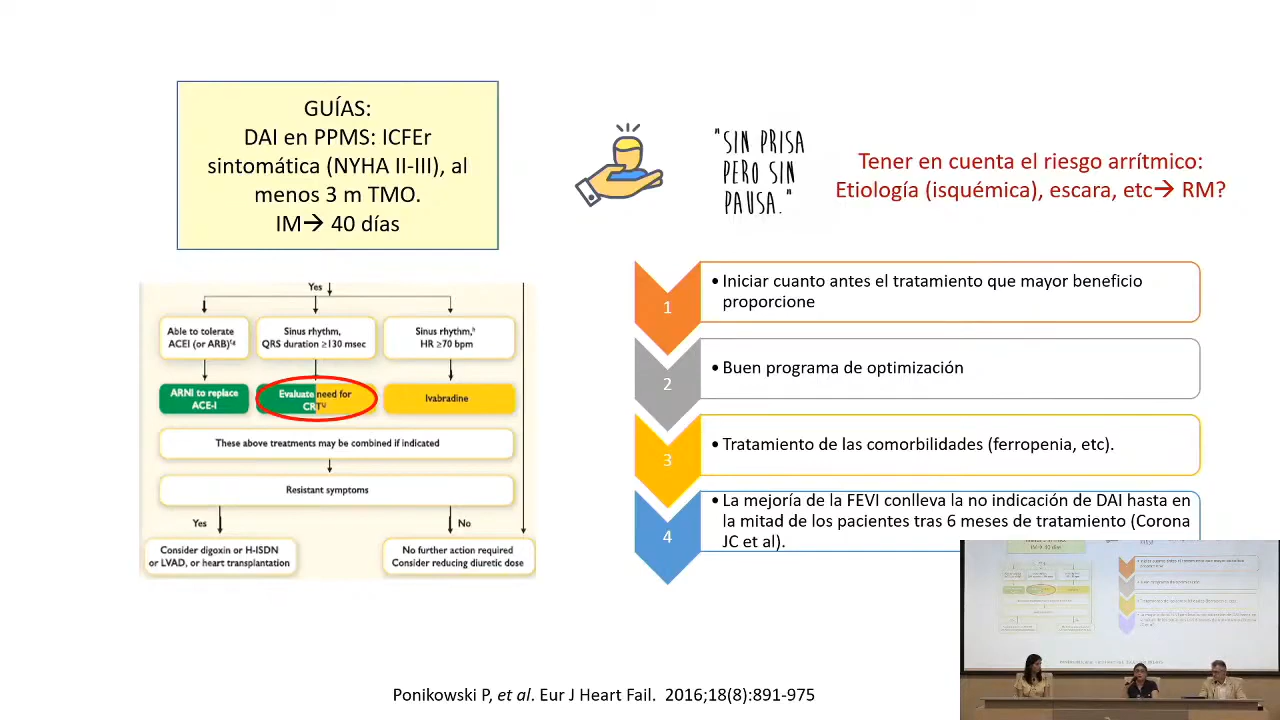 GUÍAS:
DAI en PPMS: ICFEr
sintomática (NYHA II-III), al
menos 3 m TMO.
IM→ 40 días
"SIN PRISA
PERO SIN
PAUSA."
Tener en cuenta el riesgo arrítmico:
Etiología (isquémica), escara, etc→ RM?
Yes
Able to tolerate
ACEI (or ARB)
Sinus rhythm,
QRS duration ≥130 msec
Sinus rhythm,
HR ≥70 bpm
ARNI to replace
ACE-I
Evaluate need for
CRT
Ivabradine
These above treatments may be combined if indicated
Resistant symptoms
Yes
No
Consider digoxin or H-ISDN
or LVAD, or heart transplantation
No further action required
Consider reducing diuretic dose
1
• Iniciar cuanto antes el tratamiento que mayor beneficio
proporcione
2
• Buen programa de optimización
3
• Tratamiento de las comorbilidades (ferropenia, etc).
4
• La mejoría de la FEVI conlleva la no indicación de DAI hasta en
la mitad de los pacientes tras 6 meses de tratamiento (Corona
JC et al).
IM→ 40 días
Ponikowski P, et al. Eur J Heart Fail. 2016;18(8):891-975